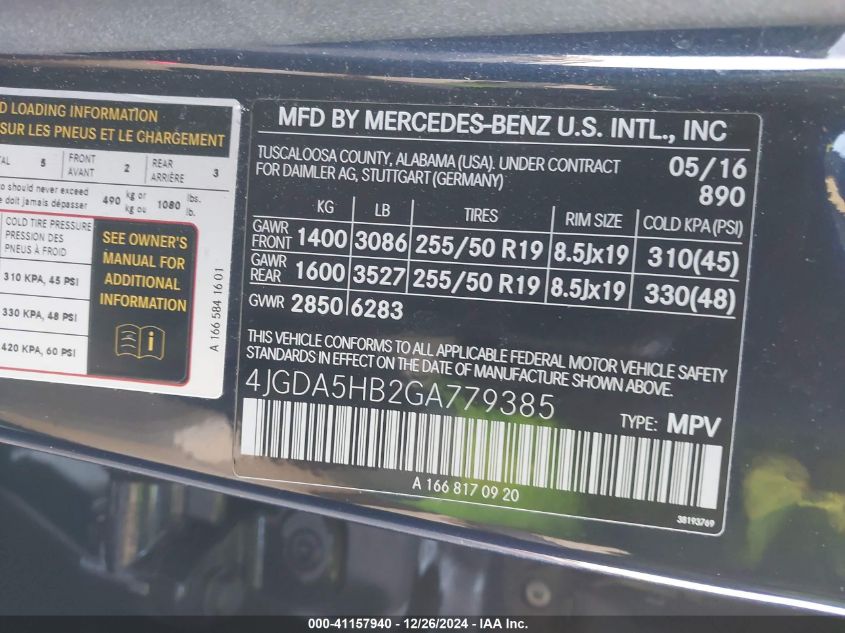 D LOADING INFORMATION
SUR LES PNEUS ET LE CHARGEMENT
TAL 5 FRONT AVANT 2 REAR ARRIÈRE 3
to should never exceed
e doit jamais dépasser 490 kg or kg ou 1080 lbs. lb.
COLD TIRE PRESSURE
PRESSION DES
PNEUS À FROID
310 KPA, 45 PSI
330 KPA, 48 PSI
420 KPA, 60 PSI
SEE OWNER'S
MANUAL FOR
ADDITIONAL
INFORMATION
A 166 584 16 01
MFD BY MERCEDES-BENZ U.S. INTL., INC
TUSCALOOSA COUNTY, ALABAMA (USA). UNDER CONTRACT
FOR DAIMLER AG, STUTTGART (GERMANY)
05/16
890
KG LB TIRES RIM SIZE COLD KPA(PSI)
GAWR FRONT 1400 3086 255/50 R19 8.5Jx19 310(45)
GAWR REAR 1600 3527 255/50 R19 8.5Jx19 330(48)
GWR 2850 6283
THIS VEHICLE CONFORMS TO ALL APPLICABLE FEDERAL MOTOR VEHICLE SAFETY
STANDARDS IN EFFECT ON THE DATE OF MANUFACTURE SHOWN ABOVE.
4JGDA5HB2GA779385
TYPE: MPV
A 166 817 09 20
38193769
000-41157940 - 12/26/2024 - IAA Inc.